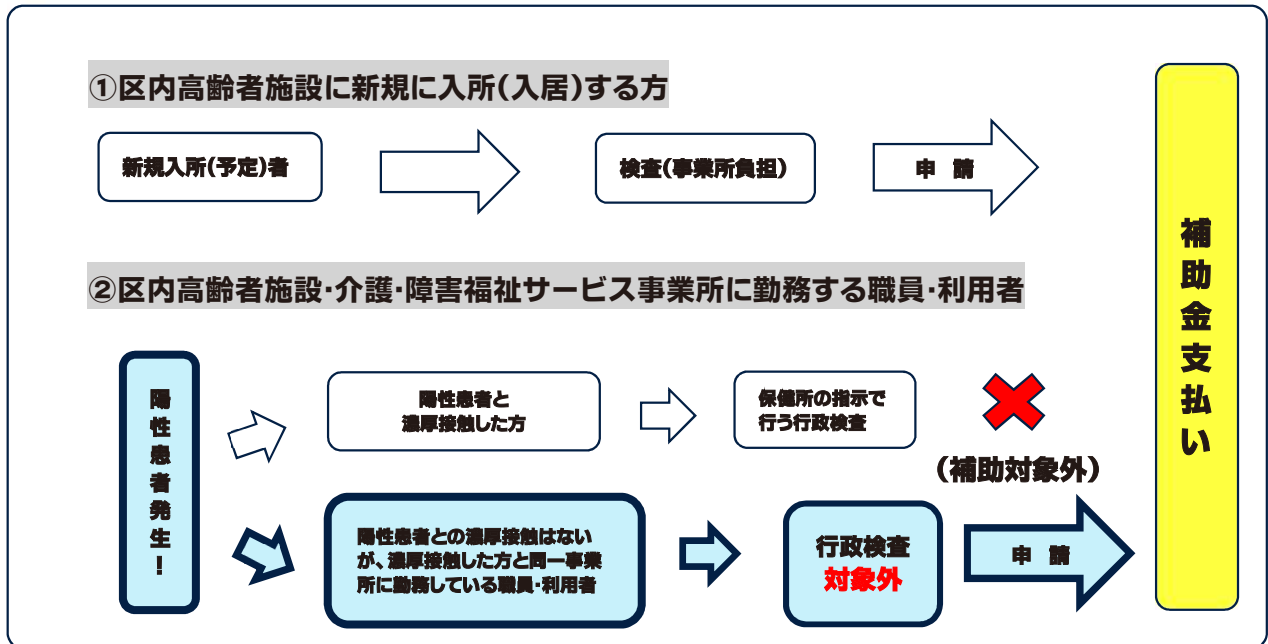 ①区内高齢者施設に新規に入所(入居)する方
新規入所(予定)者
検査(事業所負担)
申 請
②区内高齢者施設・介護・障害福祉サービス事業所に勤務する職員・利用者
陽性患者発生!
陽性患者と
濃厚接触した方
保健所の指示で
行う行政検査
(補助対象外)
陽性患者との濃厚接触はない
が、濃厚接触した方と同一事業
所に勤務している職員・利用者
行政検査
対象外
申 請
補助金支払い